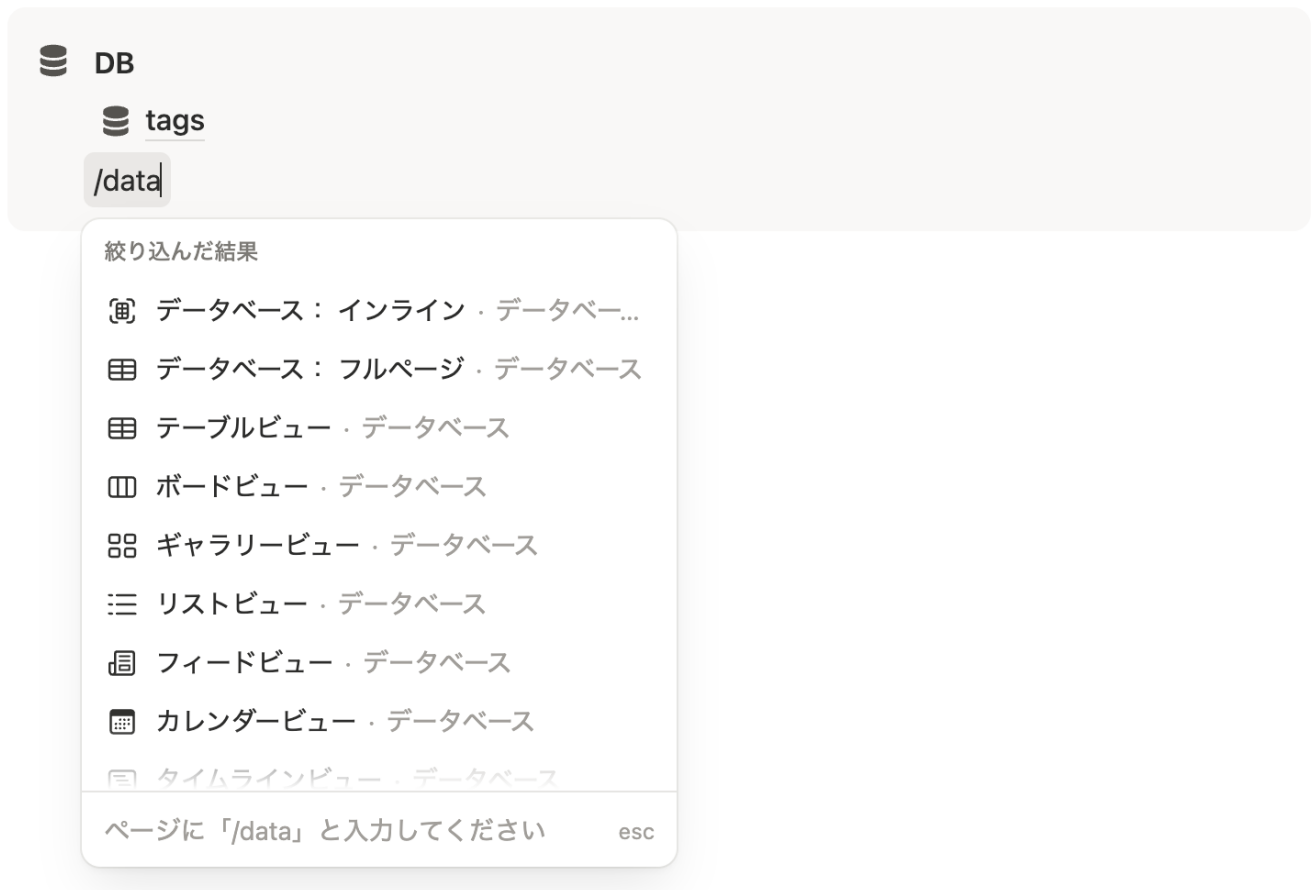 DB
tags
/data
絞り込んだ結果
データベース： インライン · データベー...
データベース： フルページ · データベース
テーブルビュー · データベース
ボードビュー · データベース
ギャラリービュー · データベース
リストビュー · データベース
フィードビュー · データベース
カレンダービュー · データベース
タイムラインビュー · データベース
ページに「/data」と入力してください esc